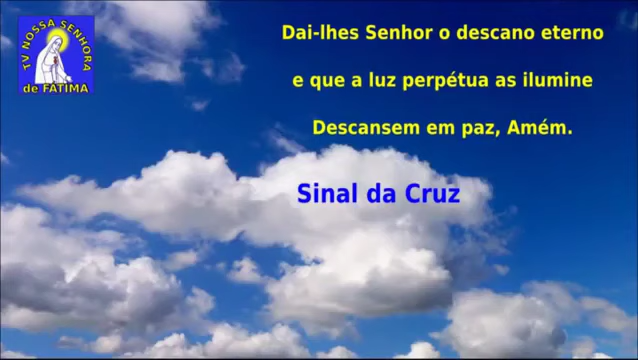 TV NOSSA SENHORA
de FATIMA
Dai-lhes Senhor o descano eterno
e que a luz perpétua as ilumine
Descansem em paz, Amém.
Sinal da Cruz